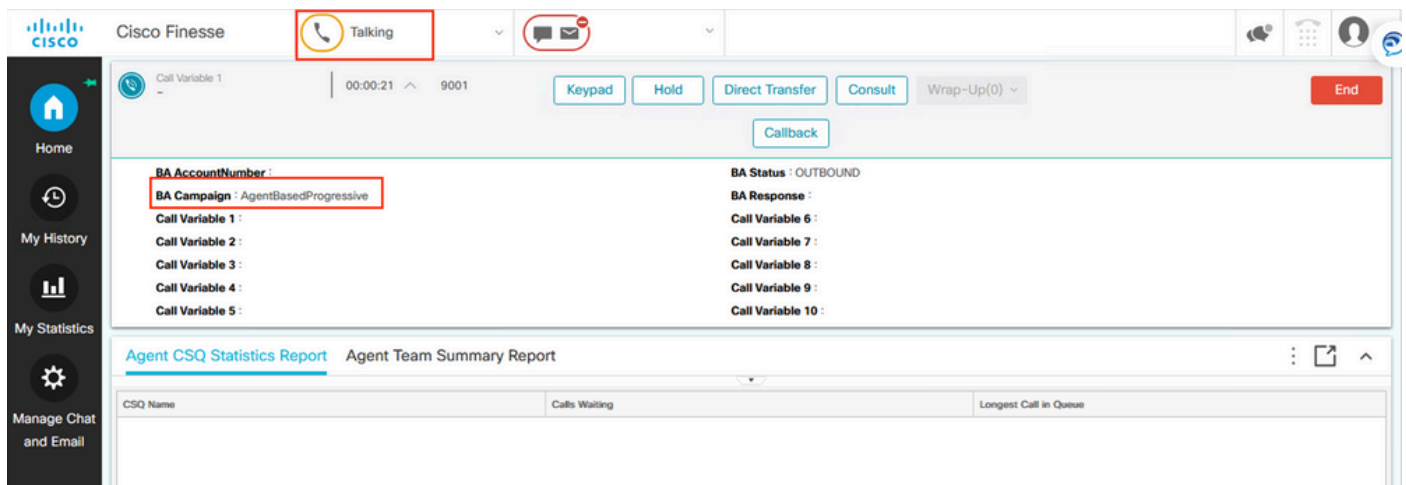 CISCO
Cisco Finesse
Talking
Call Variable 1
-
00:00:21
9001
Keypad
Hold
Direct Transfer
Consult
Wrap-Up(0)
End
Callback
Home
My History
My Statistics
Manage Chat
and Email
BA AccountNumber :
BA Status : OUTBOUND
BA Campaign : AgentBasedProgressive
BA Response :
Call Variable 1 :
Call Variable 6 :
Call Variable 2 :
Call Variable 7 :
Call Variable 3 :
Call Variable 8 :
Call Variable 4 :
Call Variable 9 :
Call Variable 5 :
Call Variable 10 :
Agent CSQ Statistics Report
Agent Team Summary Report
CSQ Name
Calls Waiting
Longest Call in Queue